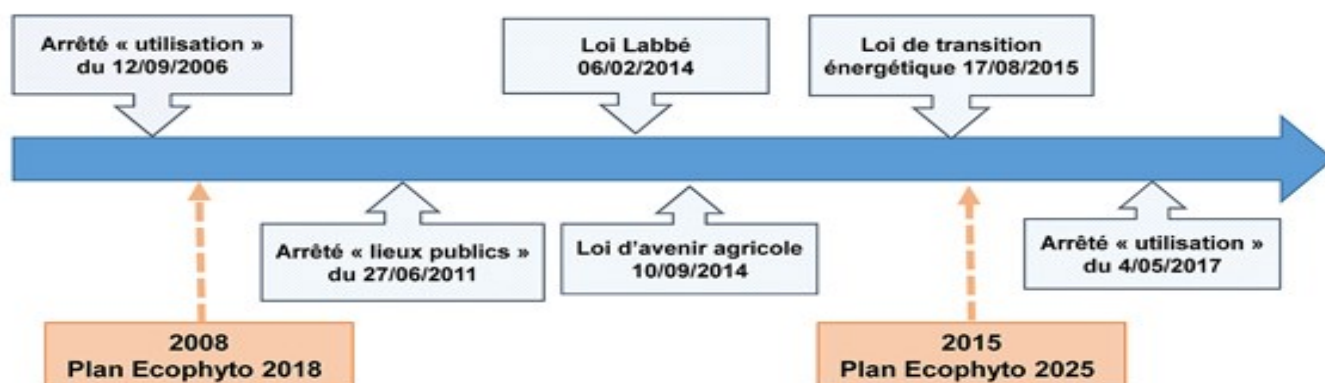 Arrêté « utilisation »
du 12/09/2006
Loi Labbé
06/02/2014
Loi de transition
énergétique 17/08/2015
Arrêté « lieux publics »
du 27/06/2011
Loi d'avenir agricole
10/09/2014
Arrêté « utilisation »
du 4/05/2017
2008
Plan Ecophyto 2018
2015
Plan Ecophyto 2025